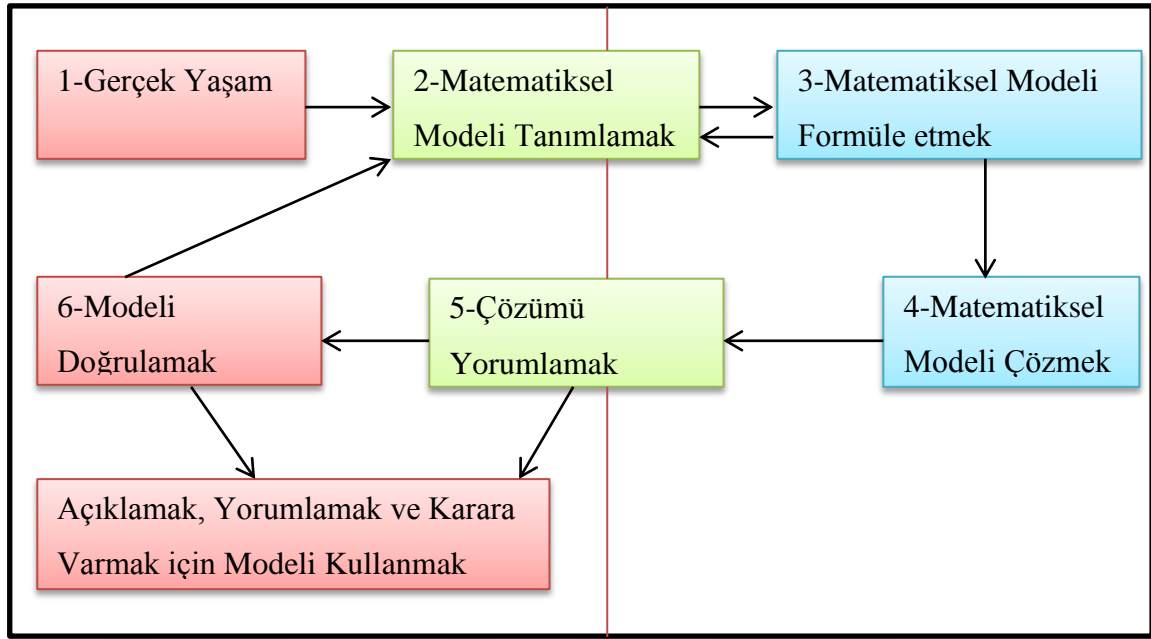 1-Gerçek Yaşam
2-Matematiksel
Modeli Tanımlamak
3-Matematiksel Modeli
Formüle etmek
6-Modeli
Doğrulamak
5-Çözümü
Yorumlamak
4-Matematiksel
Modeli Çözmek
Açıklamak, Yorumlamak ve Karara
Varmak için Modeli Kullanmak